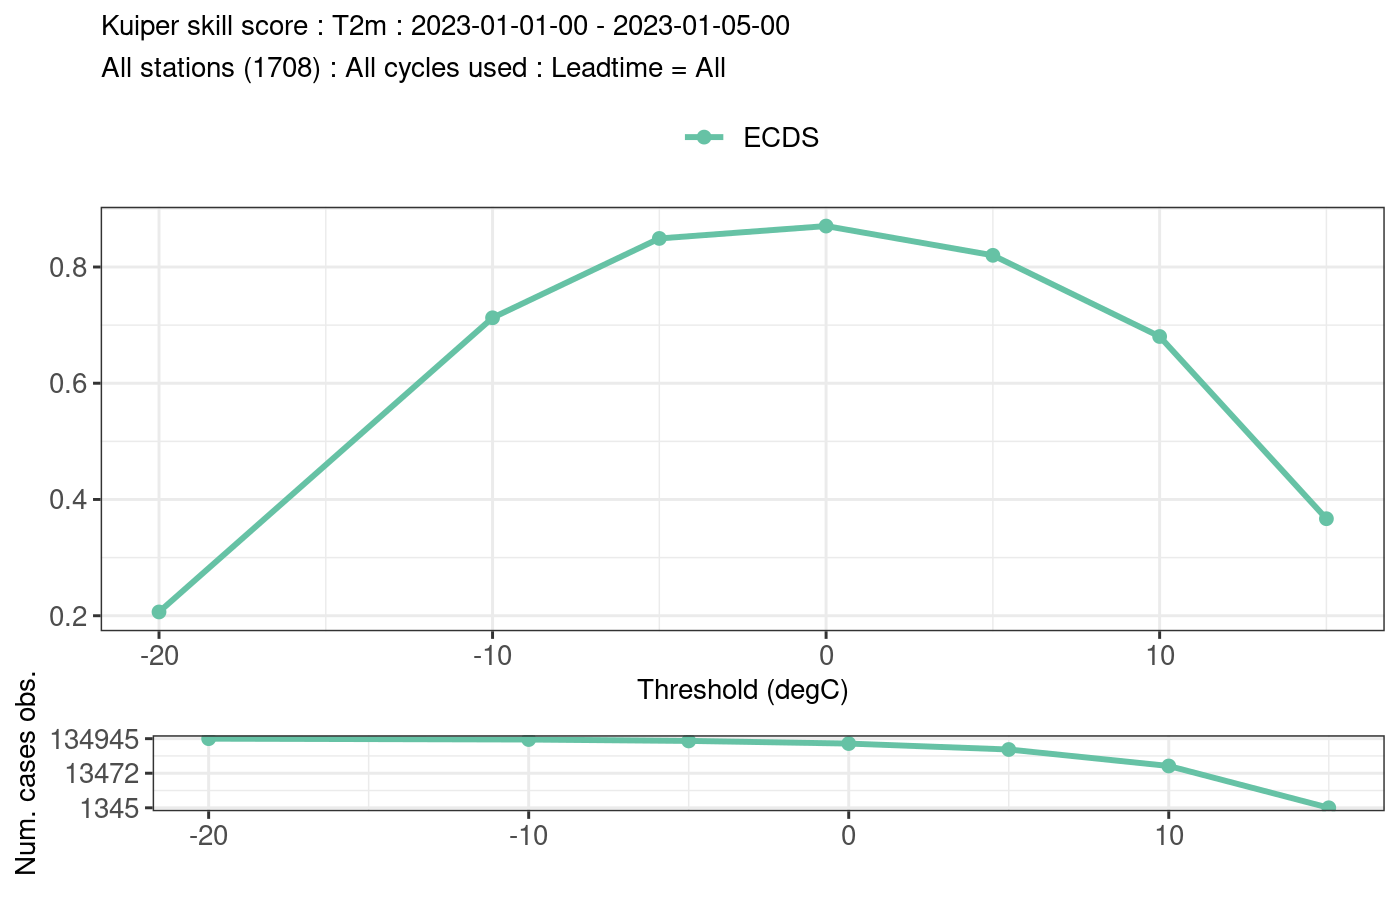 Kuiper skill score : T2m : 2023-01-01-00 - 2023-01-05-00
All stations (1708) : All cycles used : Leadtime = All
ECDS
0.8
0.6
0.4
0.2
-20 -10 0 10
Threshold (degC)
Num. cases obs.
134945
13472
1345
-20 -10 0 10